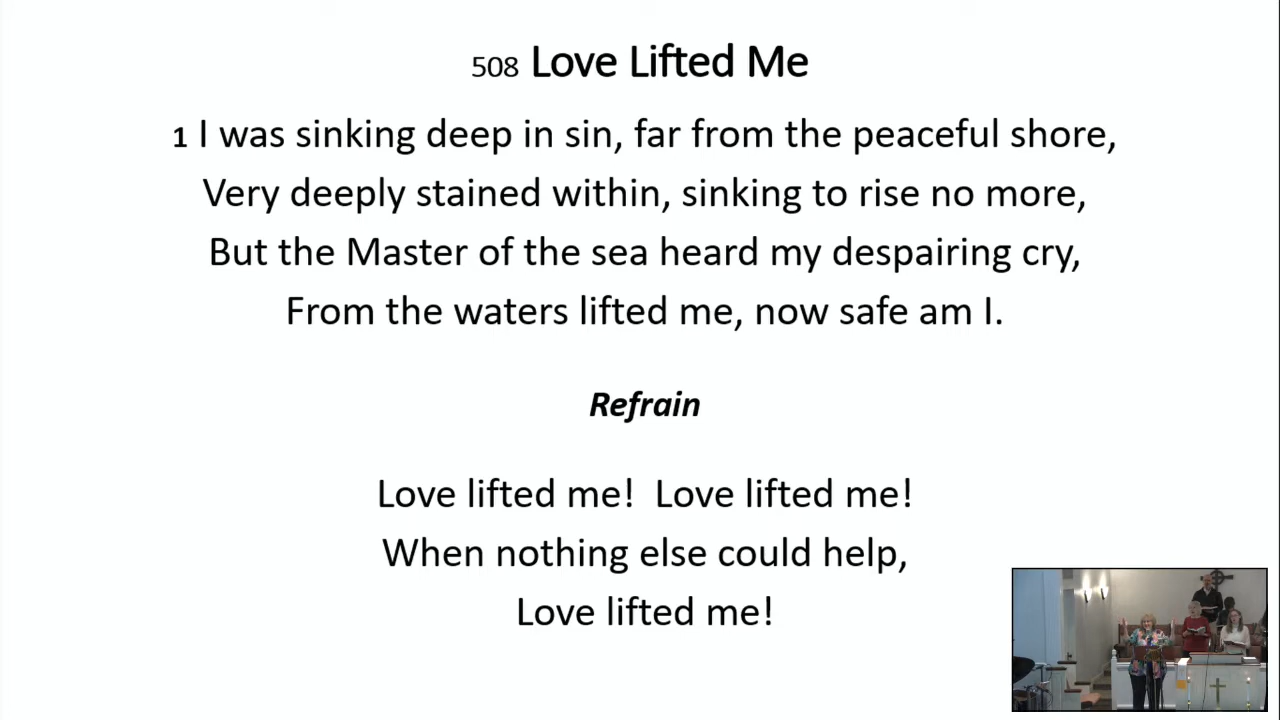 508 Love Lifted Me
1 I was sinking deep in sin, far from the peaceful shore,
Very deeply stained within, sinking to rise no more,
But the Master of the sea heard my despairing cry,
From the waters lifted me, now safe am I.
Refrain
Love lifted me!  Love lifted me!
When nothing else could help,
Love lifted me!